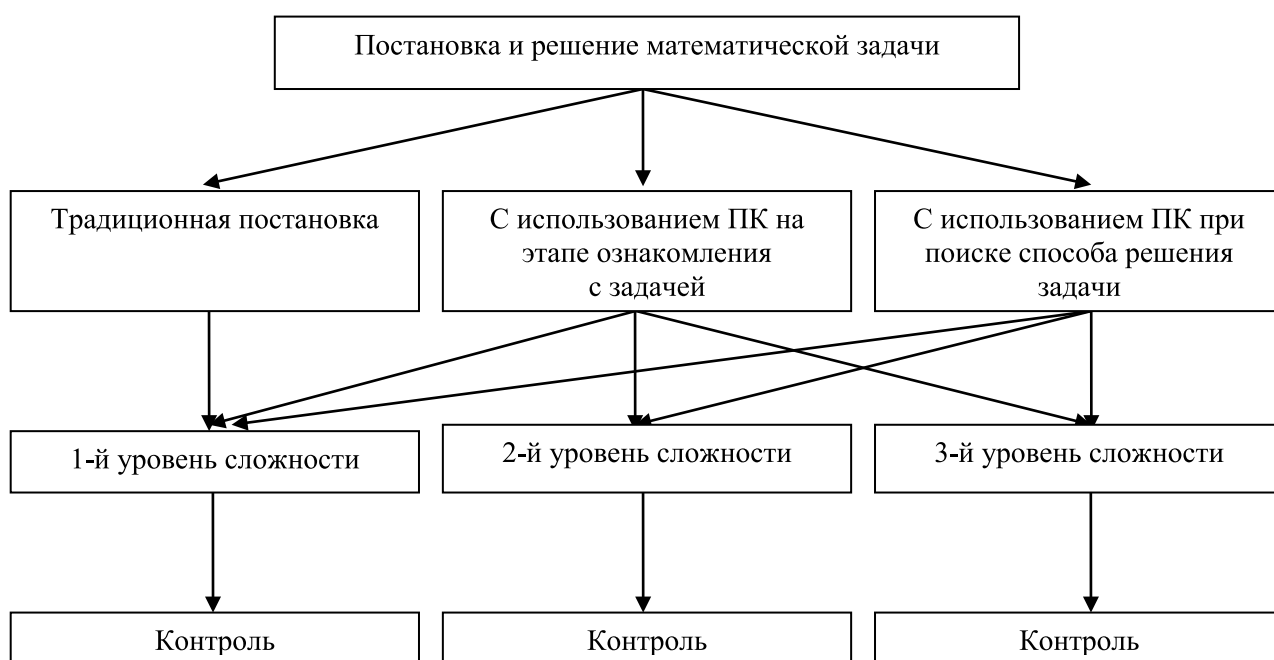 Постановка и решение математической задачи
Традиционная постановка
С использованием ПК на
этапе ознакомления
с задачей
С использованием ПК при
поиске способа решения
задачи
1-й уровень сложности
2-й уровень сложности
3-й уровень сложности
Контроль
Контроль
Контроль